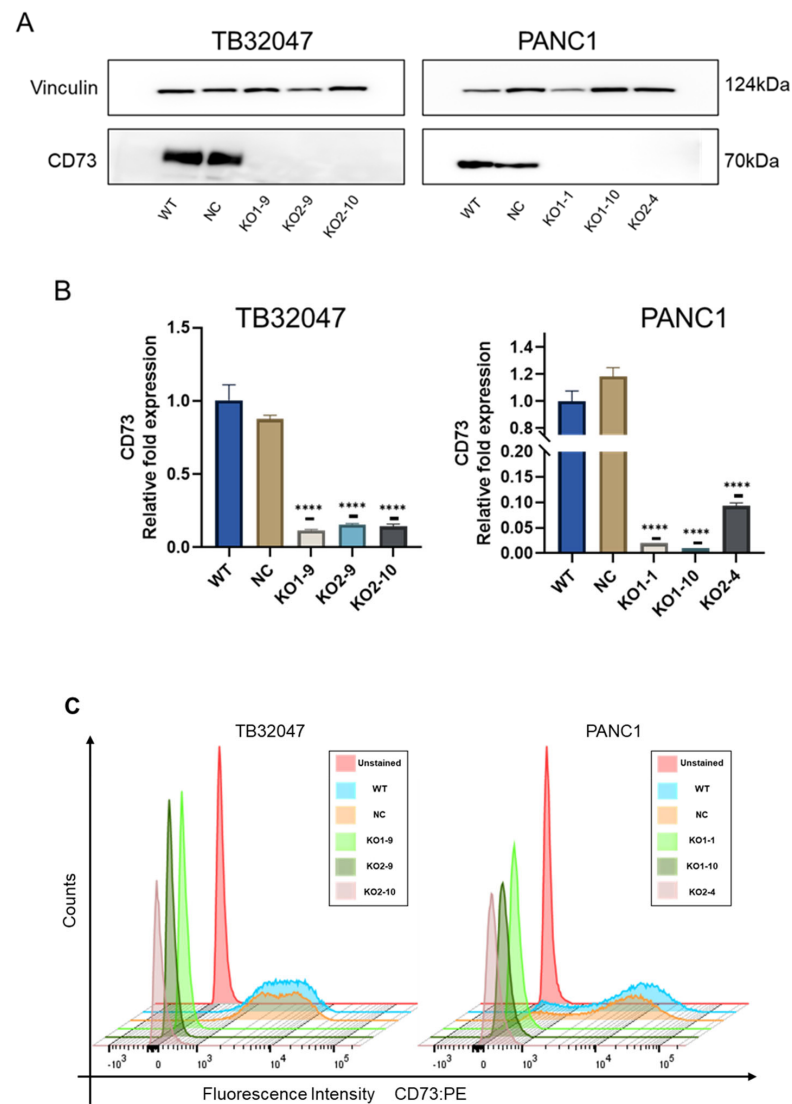 A
TB32047
PANC1
Vinculin
124kDa
CD73
70kDa
WT
NC
KO1-9
KO2-9
KO2-10
WT
NC
KO1-1
KO1-10
KO2-4
B
TB32047
CD73
Relative fold expression
1.5
1.0
0.5
0.0
****
****
****
WT
NC
KO1-9
KO2-9
KO2-10
PANC1
CD73
Relative fold expression
1.4
1.2
1.0
0.8
0.20
0.15
0.10
0.05
0.00
****
****
****
WT
NC
KO1-1
KO1-10
KO2-4
C
TB32047
Unstained
WT
NC
KO1-9
KO2-9
KO2-10
PANC1
Unstained
WT
NC
KO1-1
KO1-10
KO2-4
Counts
-10³ 0 10³ 10⁴ 10⁵
-10³ 0 10³ 10⁴ 10⁵
Fluorescence Intensity CD73:PE